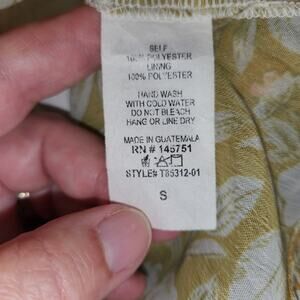 SELF
100% POLYESTER
LINING
100% POLYESTER
HAND WASH
WITH COLD WATER
DO NOT BLEACH
HANG OR LINE DRY
MADE IN GUATEMALA
RN # 145751
STYLE# T85312-01
S